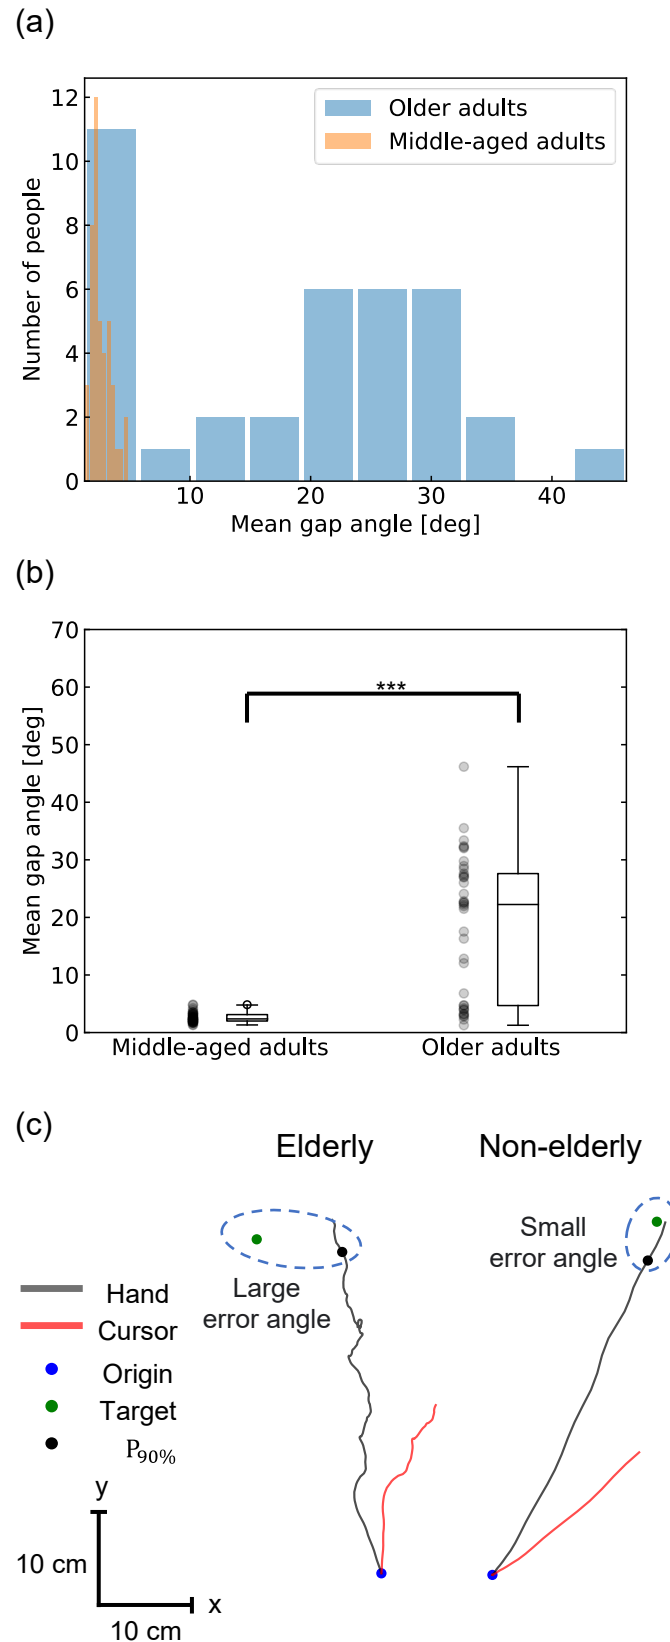 (a)
12
10
8
6
4
2
0
Number of people
Older adults
Middle-aged adults
10 20 30 40
Mean gap angle [deg]
(b)
70
60
50
40
30
20
10
0
Mean gap angle [deg]
***
Middle-aged adults Older adults
(c)
Elderly Non-elderly
Small
error angle
Large
error angle
Hand
Cursor
Origin
Target
P90%
y
10 cm
x
10 cm